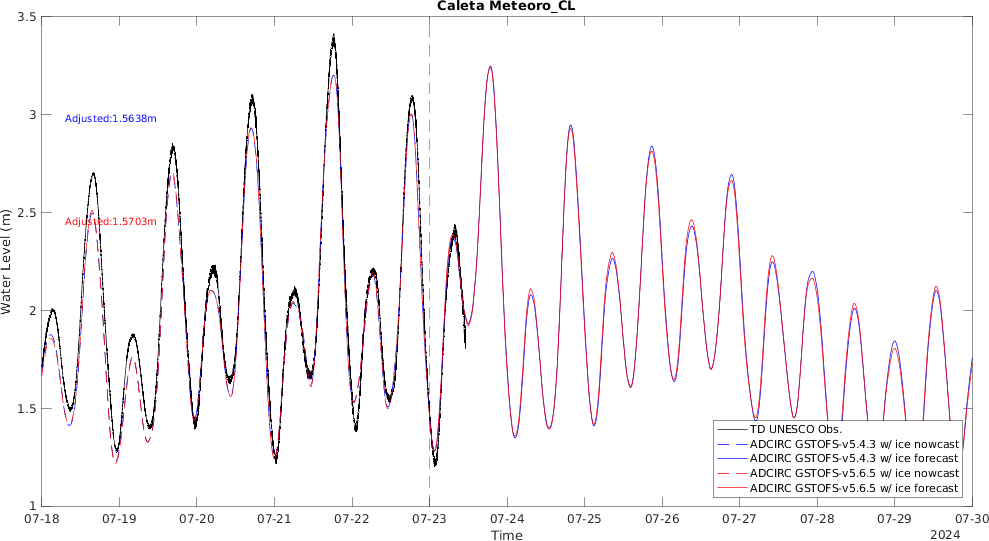 Caleta Meteoro_CL
3.5
3
2.5
2
1.5
1
Water Level (m)
Adjusted:1.5638m
Adjusted:1.5703m
TD UNESCO Obs.
ADCIRC GSTOFS-v5.4.3 w/ ice nowcast
ADCIRC GSTOFS-v5.4.3 w/ ice forecast
ADCIRC GSTOFS-v5.6.5 w/ ice nowcast
ADCIRC GSTOFS-v5.6.5 w/ ice forecast
07-18 07-19 07-20 07-21 07-22 07-23 07-24 07-25 07-26 07-27 07-28 07-29 07-30
Time
2024